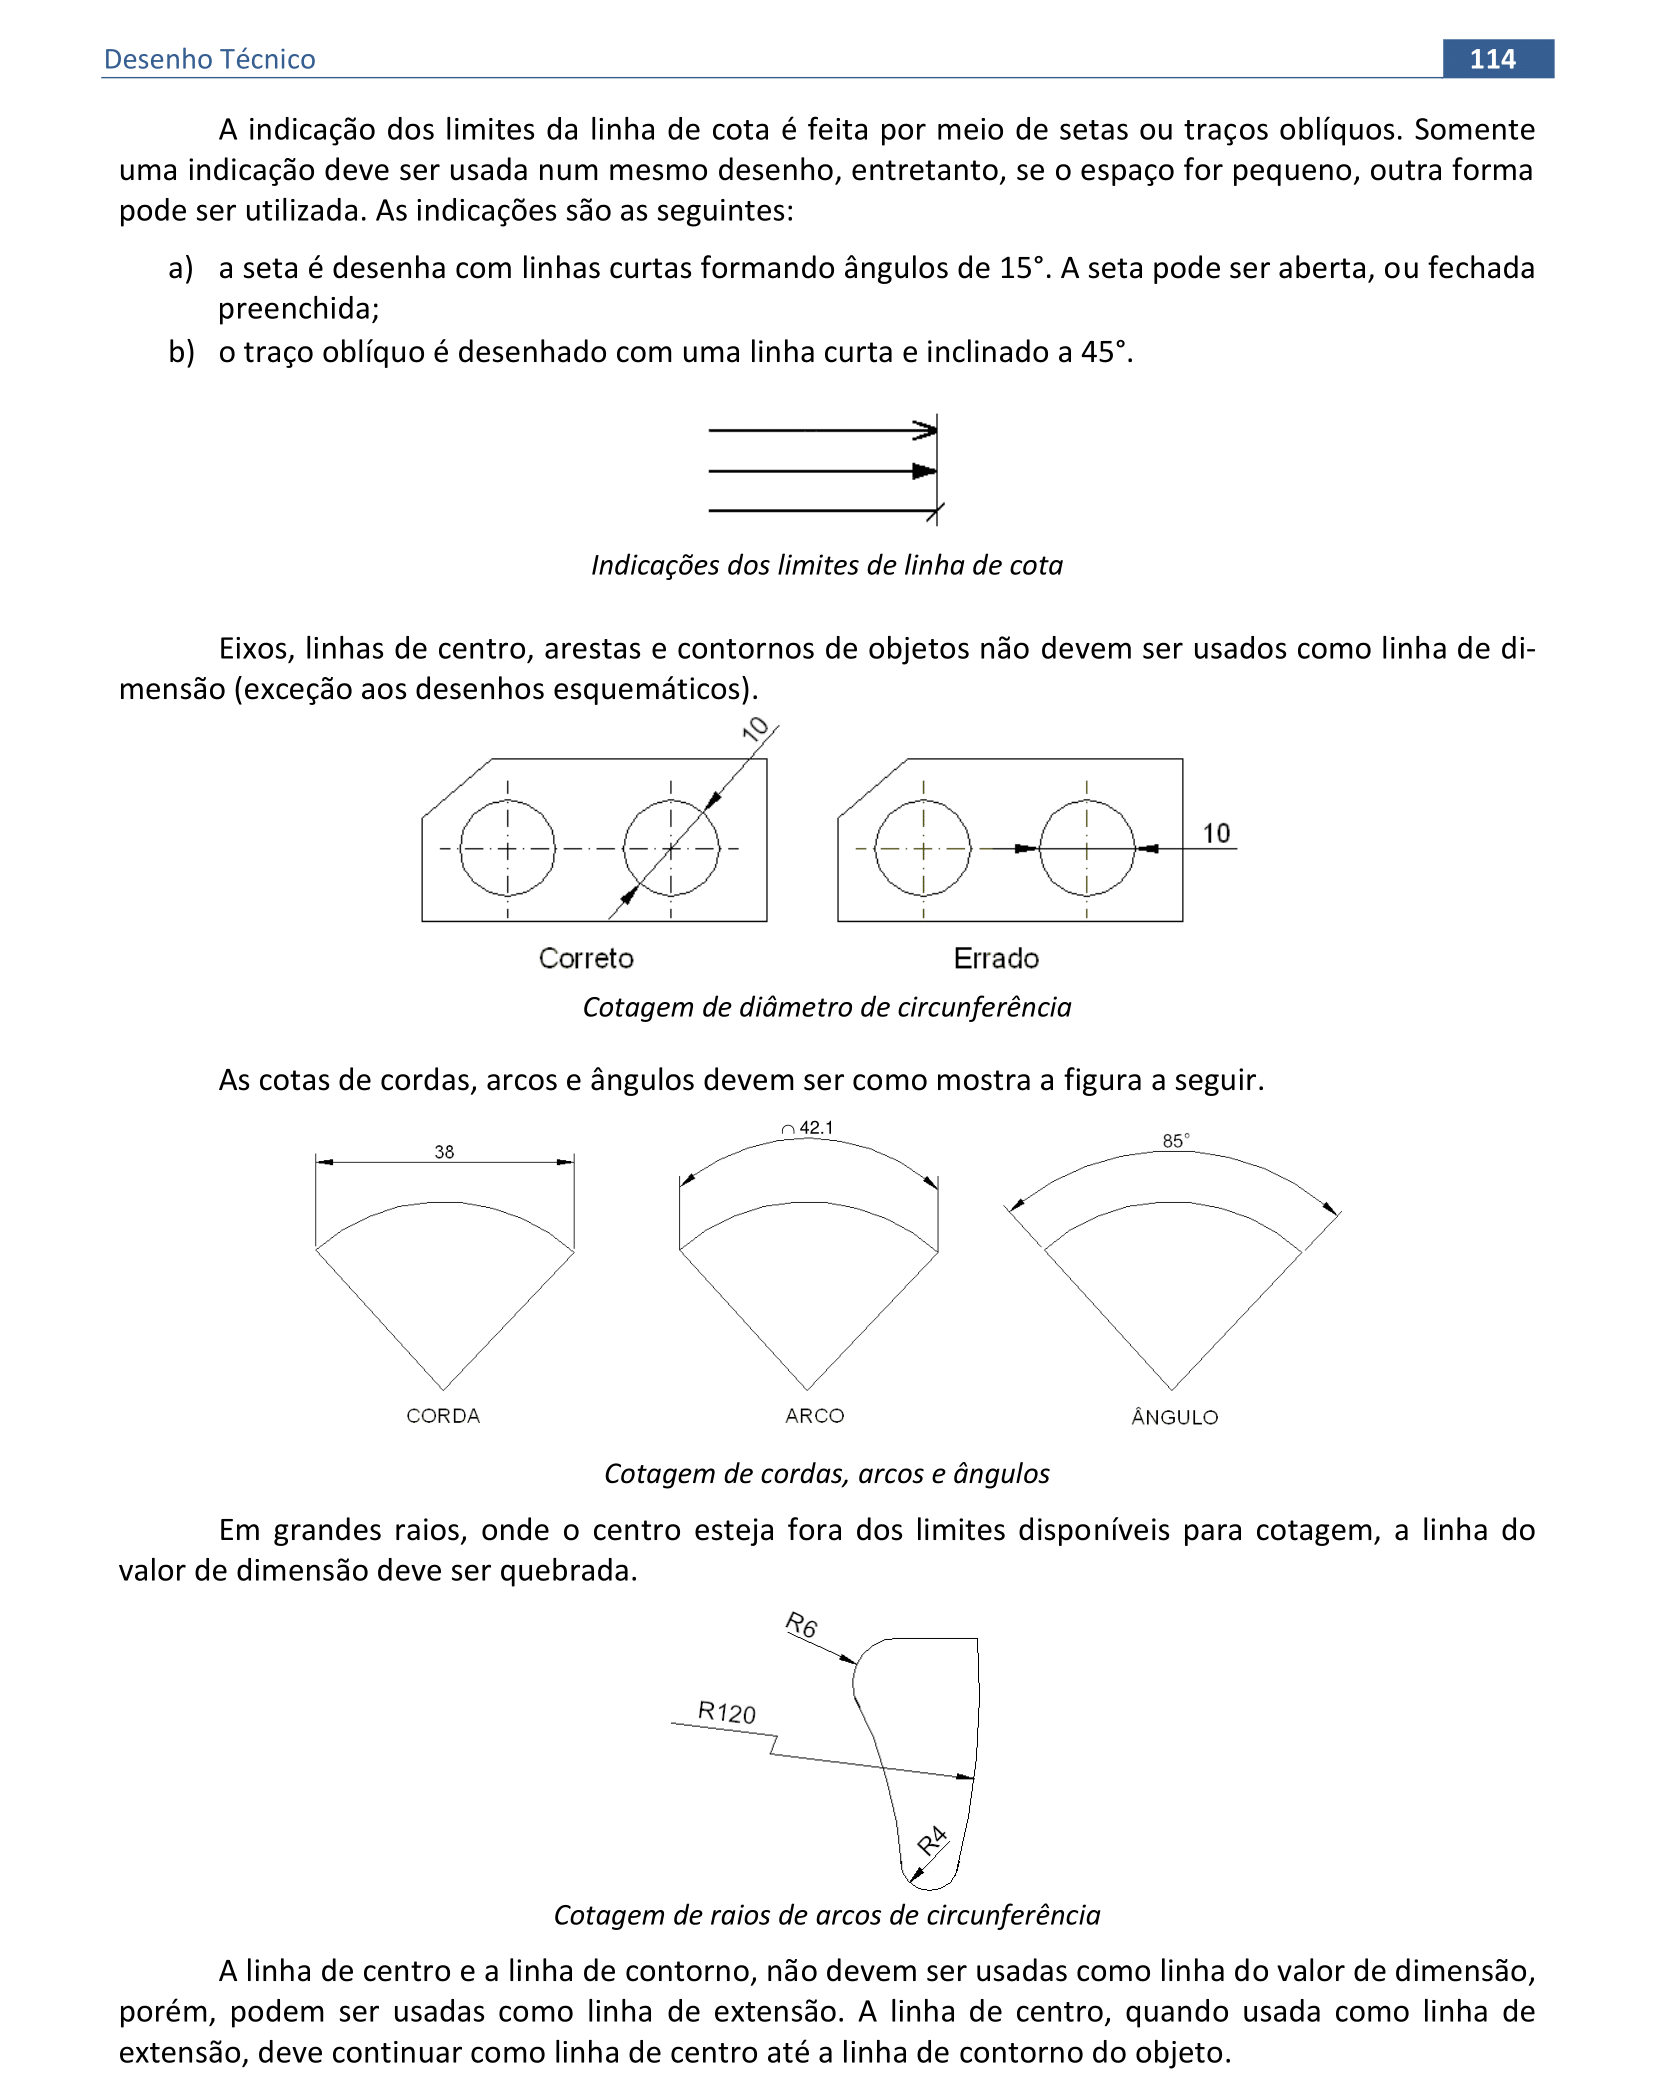 Desenho Técnico 114
A indicação dos limites da linha de cota é feita por meio de setas ou traços oblíquos. Somente
uma indicação deve ser usada num mesmo desenho, entretanto, se o espaço for pequeno, outra forma
pode ser utilizada. As indicações são as seguintes:
a) a seta é desenha com linhas curtas formando ângulos de 15°. A seta pode ser aberta, ou fechada
preenchida;
b) o traço oblíquo é desenhado com uma linha curta e inclinado a 45°.
Indicações dos limites de linha de cota
Eixos, linhas de centro, arestas e contornos de objetos não devem ser usados como linha de di-
mensão (exceção aos desenhos esquemáticos).
10
10
Correto Errado
Cotagem de diâmetro de circunferência
As cotas de cordas, arcos e ângulos devem ser como mostra a figura a seguir.
38 ∩ 42.1 85°
CORDA ARCO ÂNGULO
Cotagem de cordas, arcos e ângulos
Em grandes raios, onde o centro esteja fora dos limites disponíveis para cotagem, a linha do
valor de dimensão deve ser quebrada.
R6
R120
R4
Cotagem de raios de arcos de circunferência
A linha de centro e a linha de contorno, não devem ser usadas como linha do valor de dimensão,
porém, podem ser usadas como linha de extensão. A linha de centro, quando usada como linha de
extensão, deve continuar como linha de centro até a linha de contorno do objeto.